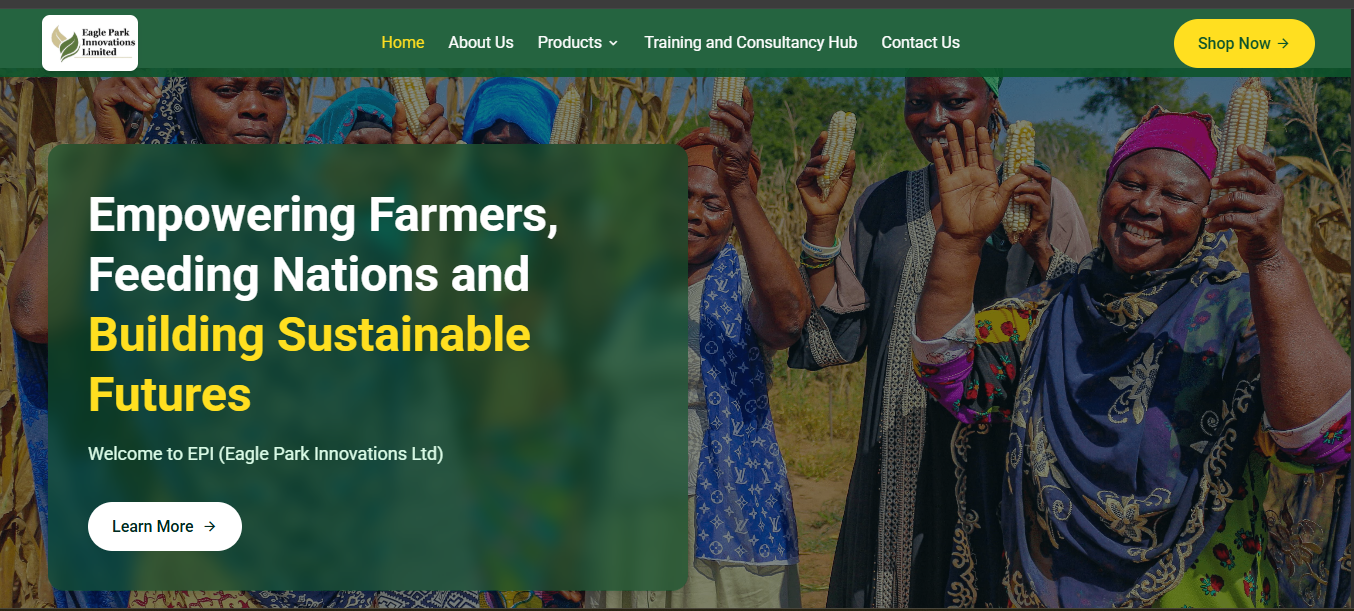 Eagle Park
Innovations
Limited
Home
About Us
Products
Training and Consultancy Hub
Contact Us
Shop Now →
Empowering Farmers,
Feeding Nations and
Building Sustainable
Futures
Welcome to EPI (Eagle Park Innovations Ltd)
Learn More →